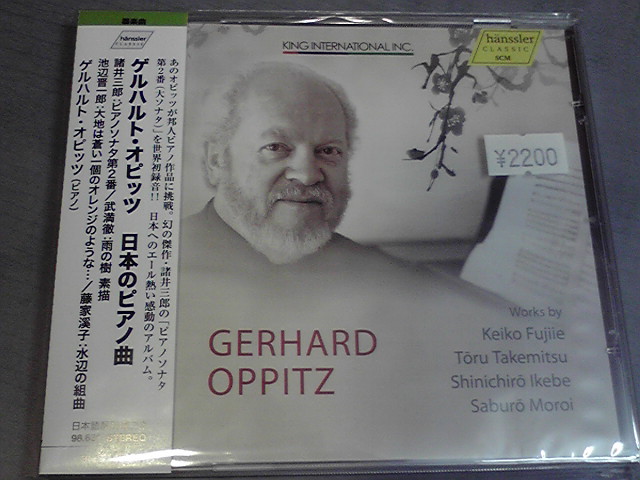 器楽曲
hänssler
CLASSIC
ゲルハルト・オピッツ 日本のピアノ曲
諸井三郎:ピアノソナタ第2番/武満徹:雨の樹 素描
池辺晋一郎:大地は蒼い一個のオレンジのような…/藤家溪子:水辺の組曲
ゲルハルト・オピッツ(ピアノ)
あのオピッツが邦人ピアノ作品に挑戦。幻の傑作・諸井三郎の「ピアノソナタ
第2番(大ソナタ)」を世界初録音!! 日本へのエール熱い感動のアルバム。
STEREO
KING INTERNATIONAL INC.
hänssler
CLASSIC
SCM
¥2200
GERHARD
OPPITZ
Works by
Keiko Fujiie
Tōru Takemitsu
Shinichirō Ikebe
Saburō Moroi